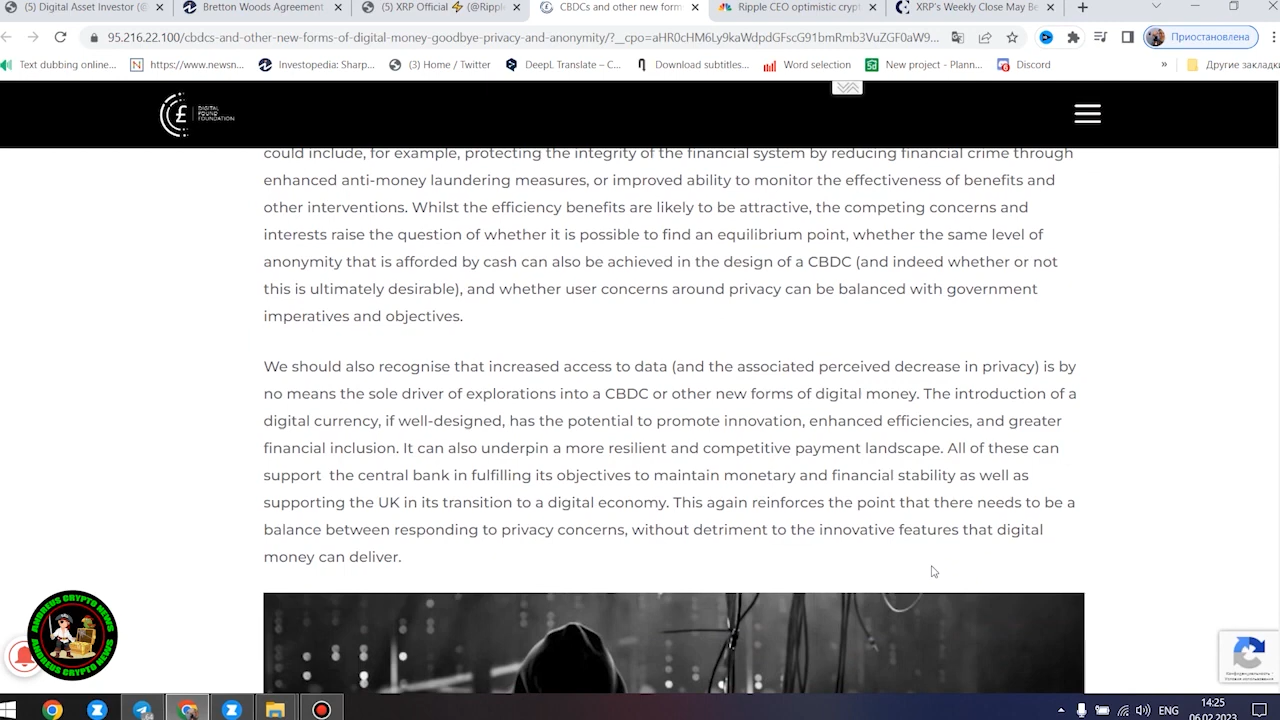 (5) Digital Asset Investor (@
Bretton Woods Agreement
(5) XRP Official ⚡ (@Ripple
CBDCs and other new form
Ripple CEO optimistic crypt
XRP's Weekly Close May Be
95.216.22.100/cbdcs-and-other-new-forms-of-digital-money-goodbye-privacy-and-anonymity/?__cpo=aHR0cHM6Ly9kaWdpdGFscG91bmRmb3VuZGF0aW9...
Приостановлена
Text dubbing online...
https://www.newsn...
Investopedia: Sharp...
(3) Home / Twitter
DeepL Translate – C...
Download subtitles...
Word selection
New project - Plann...
Discord
»
Другие закладки
DIGITAL
POUND
FOUNDATION
could include, for example, protecting the integrity of the financial system by reducing financial crime through
enhanced anti-money laundering measures, or improved ability to monitor the effectiveness of benefits and
other interventions. Whilst the efficiency benefits are likely to be attractive, the competing concerns and
interests raise the question of whether it is possible to find an equilibrium point, whether the same level of
anonymity that is afforded by cash can also be achieved in the design of a CBDC (and indeed whether or not
this is ultimately desirable), and whether user concerns around privacy can be balanced with government
imperatives and objectives.
We should also recognise that increased access to data (and the associated perceived decrease in privacy) is by
no means the sole driver of explorations into a CBDC or other new forms of digital money. The introduction of a
digital currency, if well-designed, has the potential to promote innovation, enhanced efficiencies, and greater
financial inclusion. It can also underpin a more resilient and competitive payment landscape. All of these can
support the central bank in fulfilling its objectives to maintain monetary and financial stability as well as
supporting the UK in its transition to a digital economy. This again reinforces the point that there needs to be a
balance between responding to privacy concerns, without detriment to the innovative features that digital
money can deliver.
ANDREUS CRYPTO NEWS
ANDREUS CRYPTO NEWS
Конфиденциальность -
Условия использования
ENG
14:25
06.02.2023